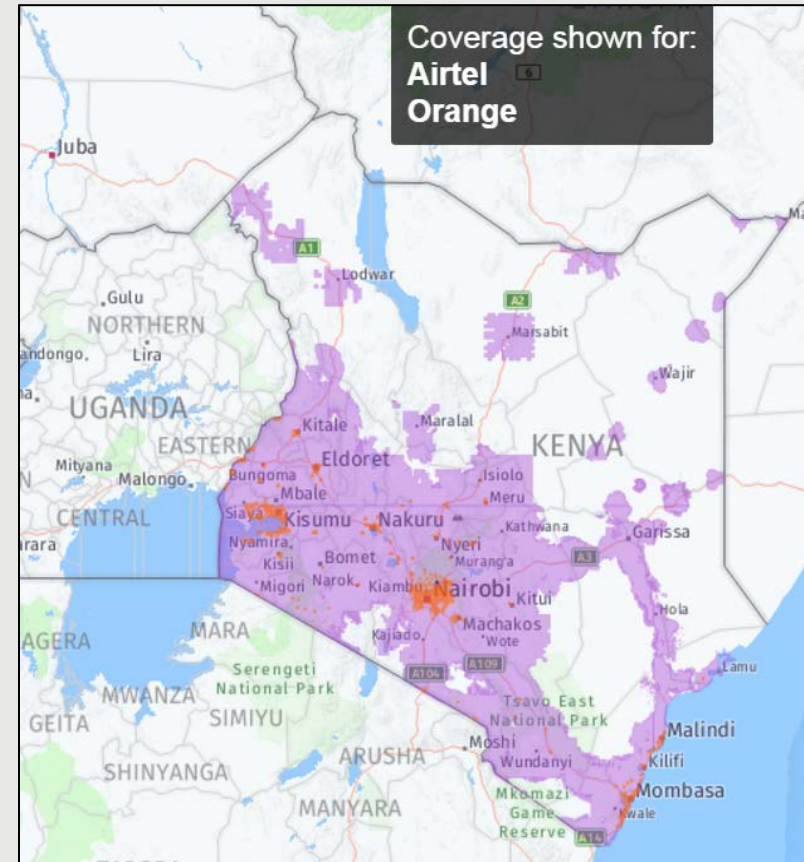 Coverage shown for:
Airtel
Orange
6
Juba
A1
Lodwar
Gulu
NORTHERN
Lira
A2
Marsabit
Wajir
UGANDA
Maralal
KENYA
Kitale
EASTERN
Eldoret
Mityana
Malongo
Bungoma
Mbale
Isiolo
Meru
CENTRAL
Siaya
Kisumu
Nakuru
Kathwana
Nyamira
Nyeri
Garissa
Kisii
Bomet
Murang'a
A3
Migori
Narok
Kiambu
Nairobi
Kitui
Hola
MARA
Machakos
Kajiado
Wote
Serengeti
National Park
A104
A109
Lamu
MWANZA
Tsavo East
National Park
GEITA
SIMIYU
Moshi
Malindi
ARUSHA
Wundanyi
Kilifi
SHINYANGA
Mkomazi
Game
Reserve
Mombasa
MANYARA
Kwale
A14